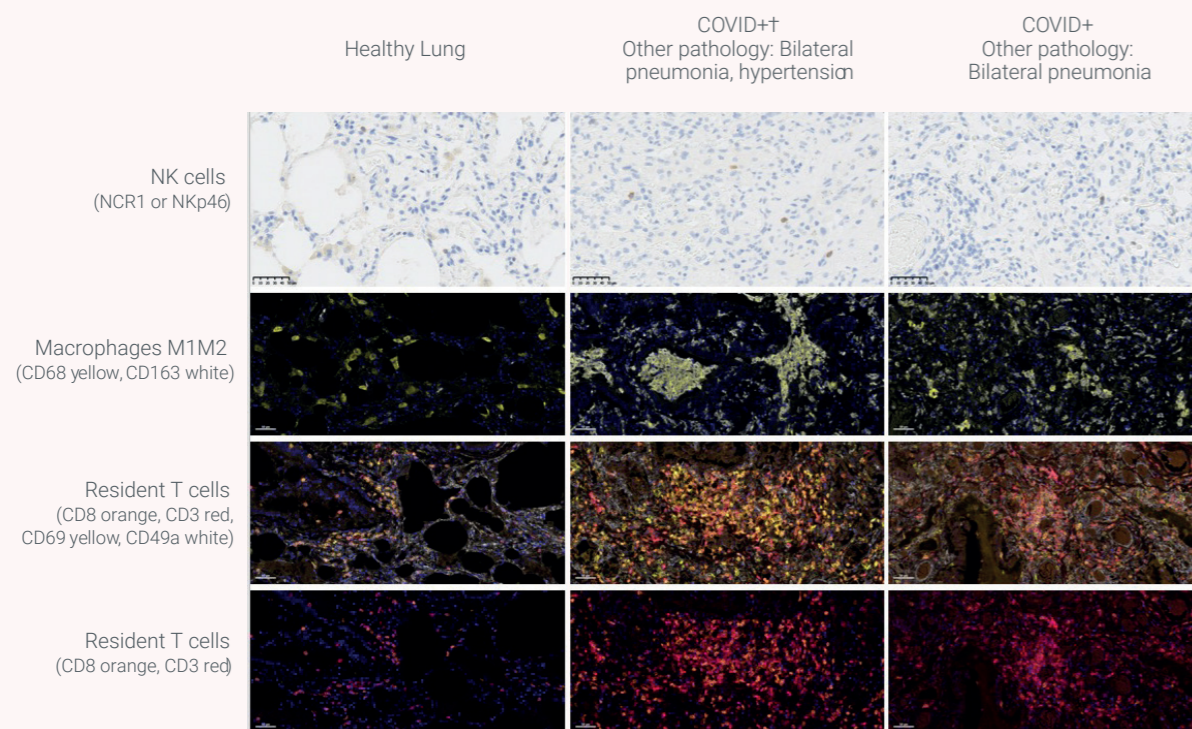 Healthy Lung
COVID+†
Other pathology: Bilateral
pneumonia, hypertension
COVID+
Other pathology:
Bilateral pneumonia
NK cells
(NCR1 or NKp46)
Macrophages M1M2
(CD68 yellow, CD163 white)
Resident T cells
(CD8 orange, CD3 red,
CD69 yellow, CD49a white)
Resident T cells
(CD8 orange, CD3 red)